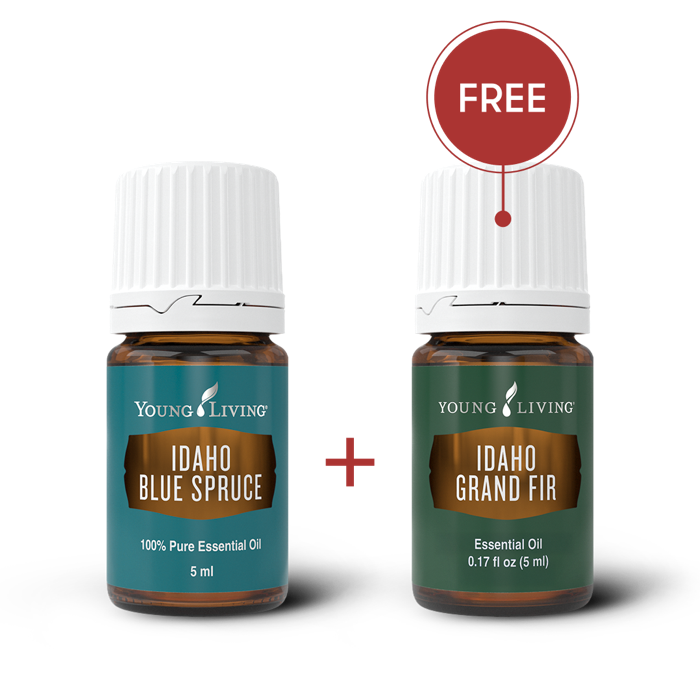 FREE
YOUNG LIVING®
IDAHO
BLUE SPRUCE
100% Pure Essential Oil
5 ml
+
YOUNG LIVING®
IDAHO
GRAND FIR
Essential Oil
0.17 fl oz (5 ml)